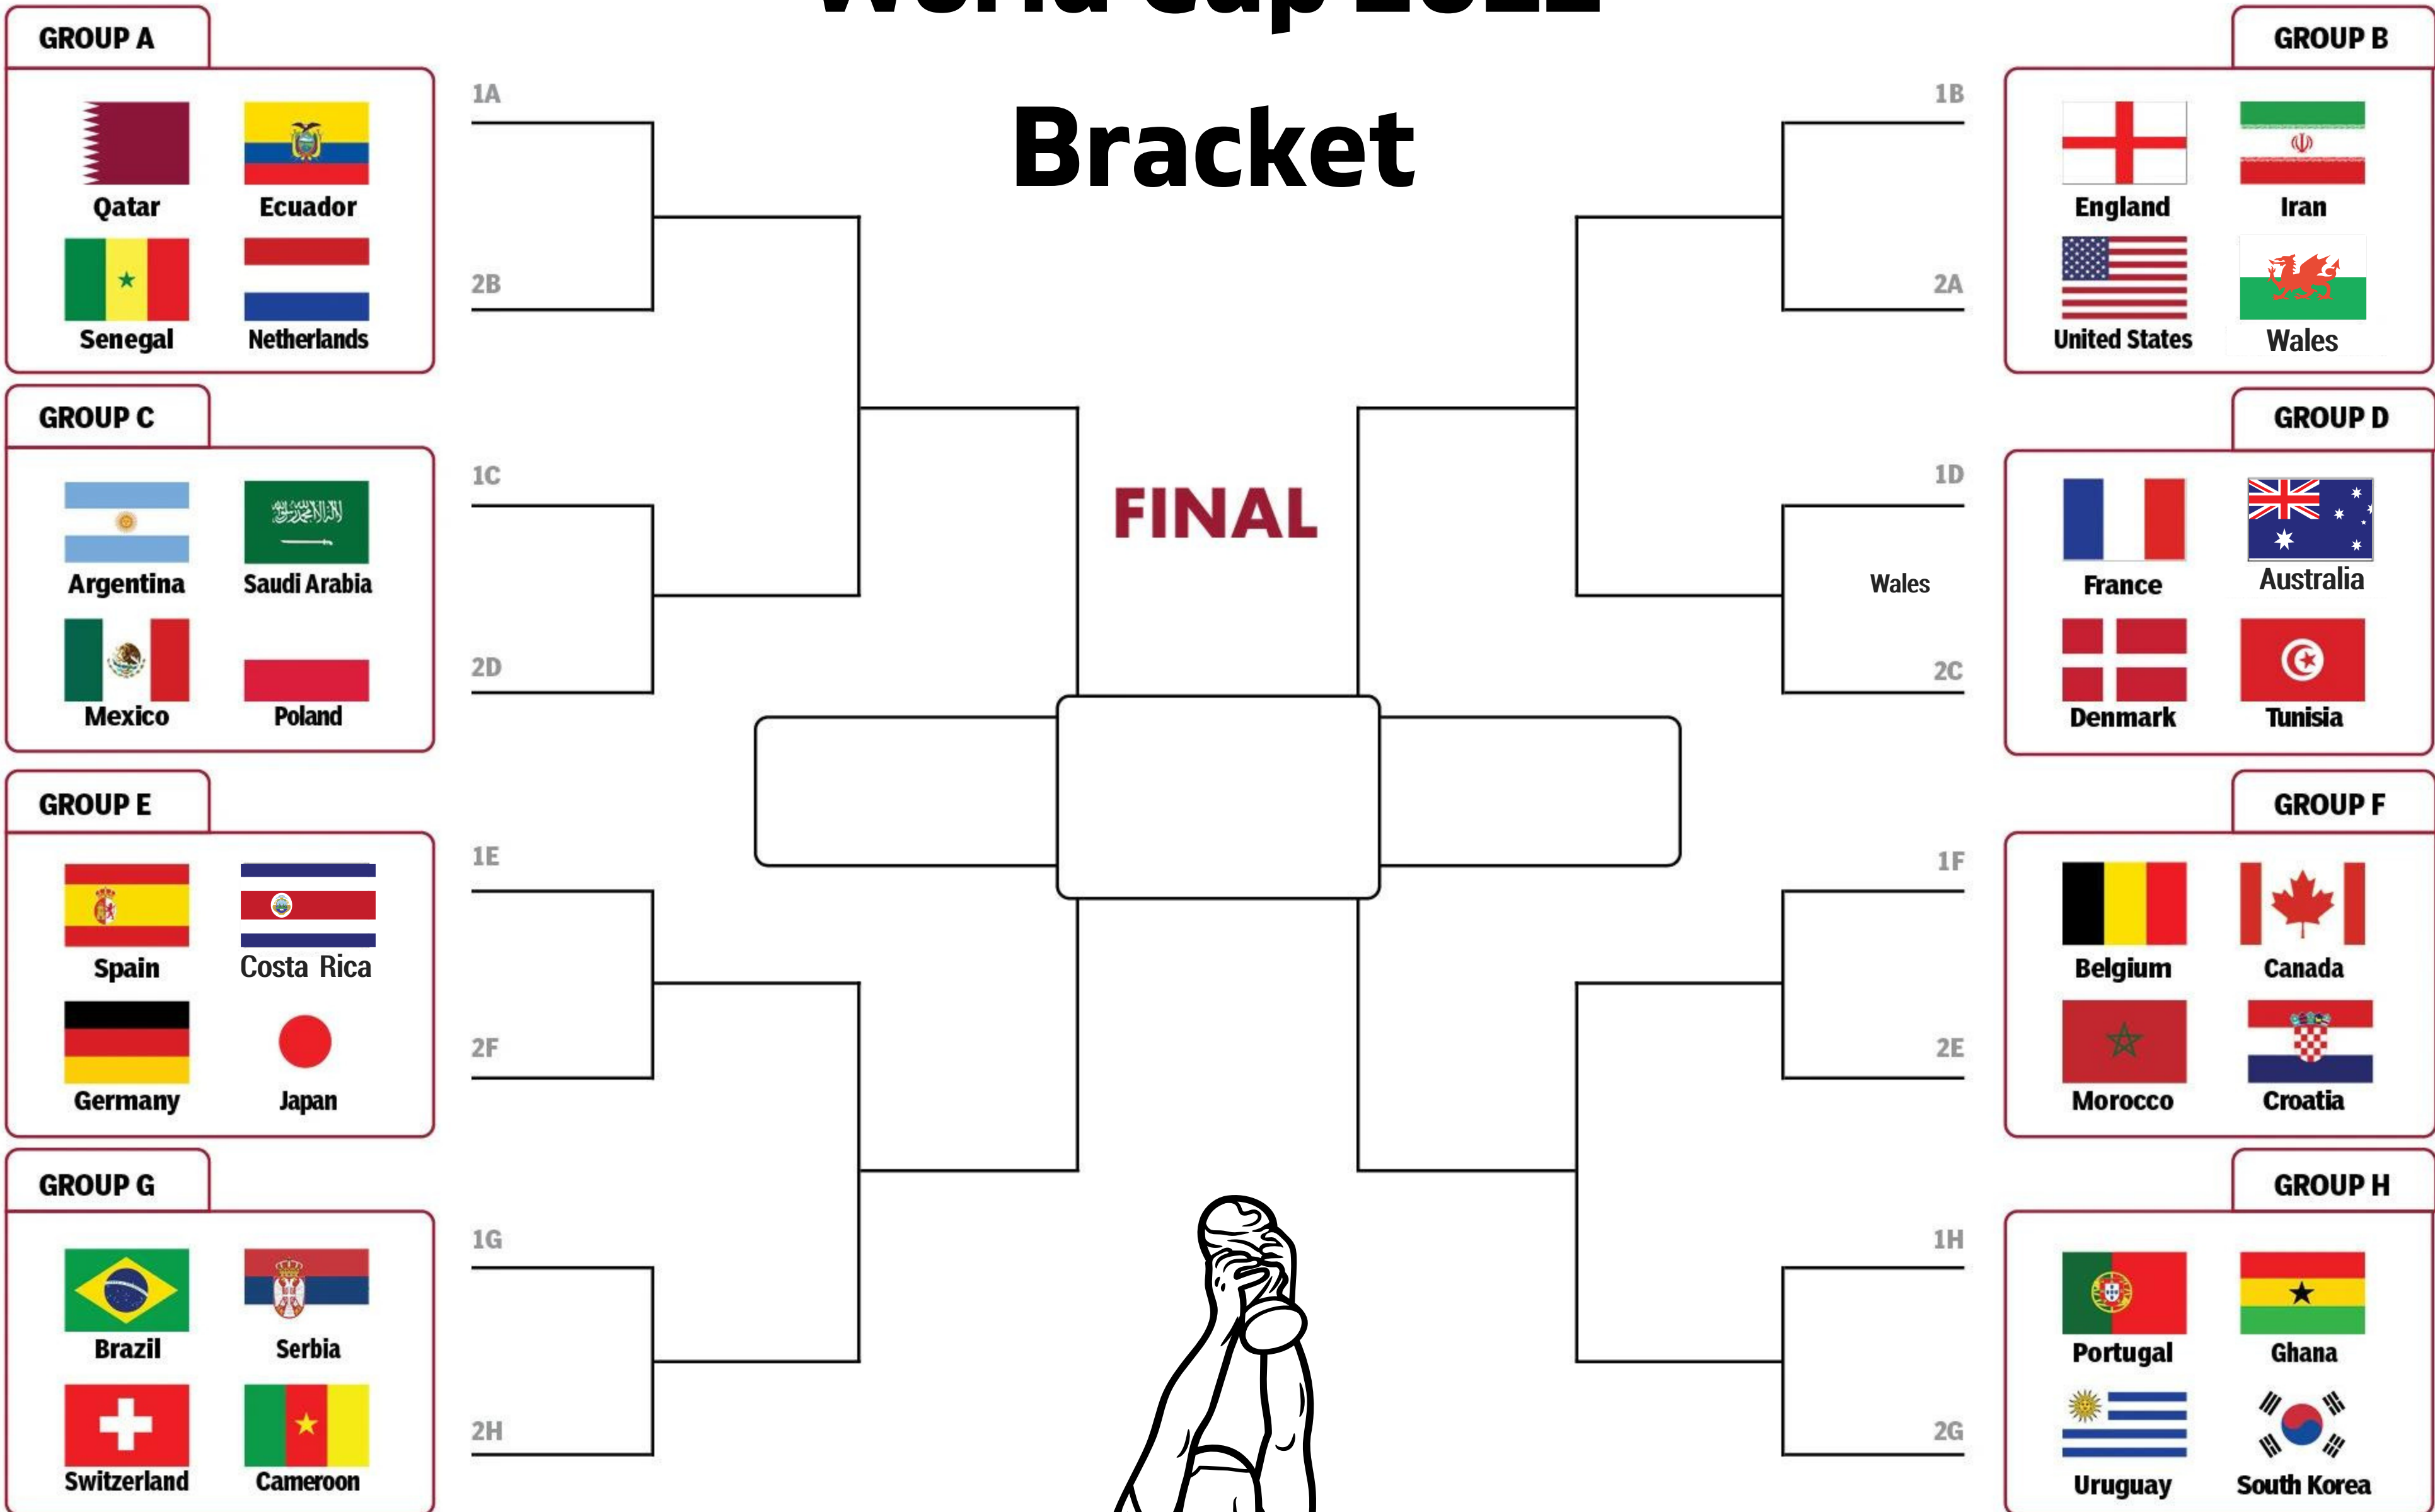 World Cup 2022
Bracket
GROUP A
Qatar
Ecuador
Senegal
Netherlands
GROUP C
Argentina
Saudi Arabia
Mexico
Poland
GROUP E
Spain
Costa Rica
Germany
Japan
GROUP G
Brazil
Serbia
Switzerland
Cameroon
1A
2B
1C
2D
1E
2F
1G
2H
FINAL
1B
2A
1D
Wales
2C
1F
2E
1H
2G
GROUP B
England
Iran
United States
Wales
GROUP D
France
Australia
Denmark
Tunisia
GROUP F
Belgium
Canada
Morocco
Croatia
GROUP H
Portugal
Ghana
Uruguay
South Korea